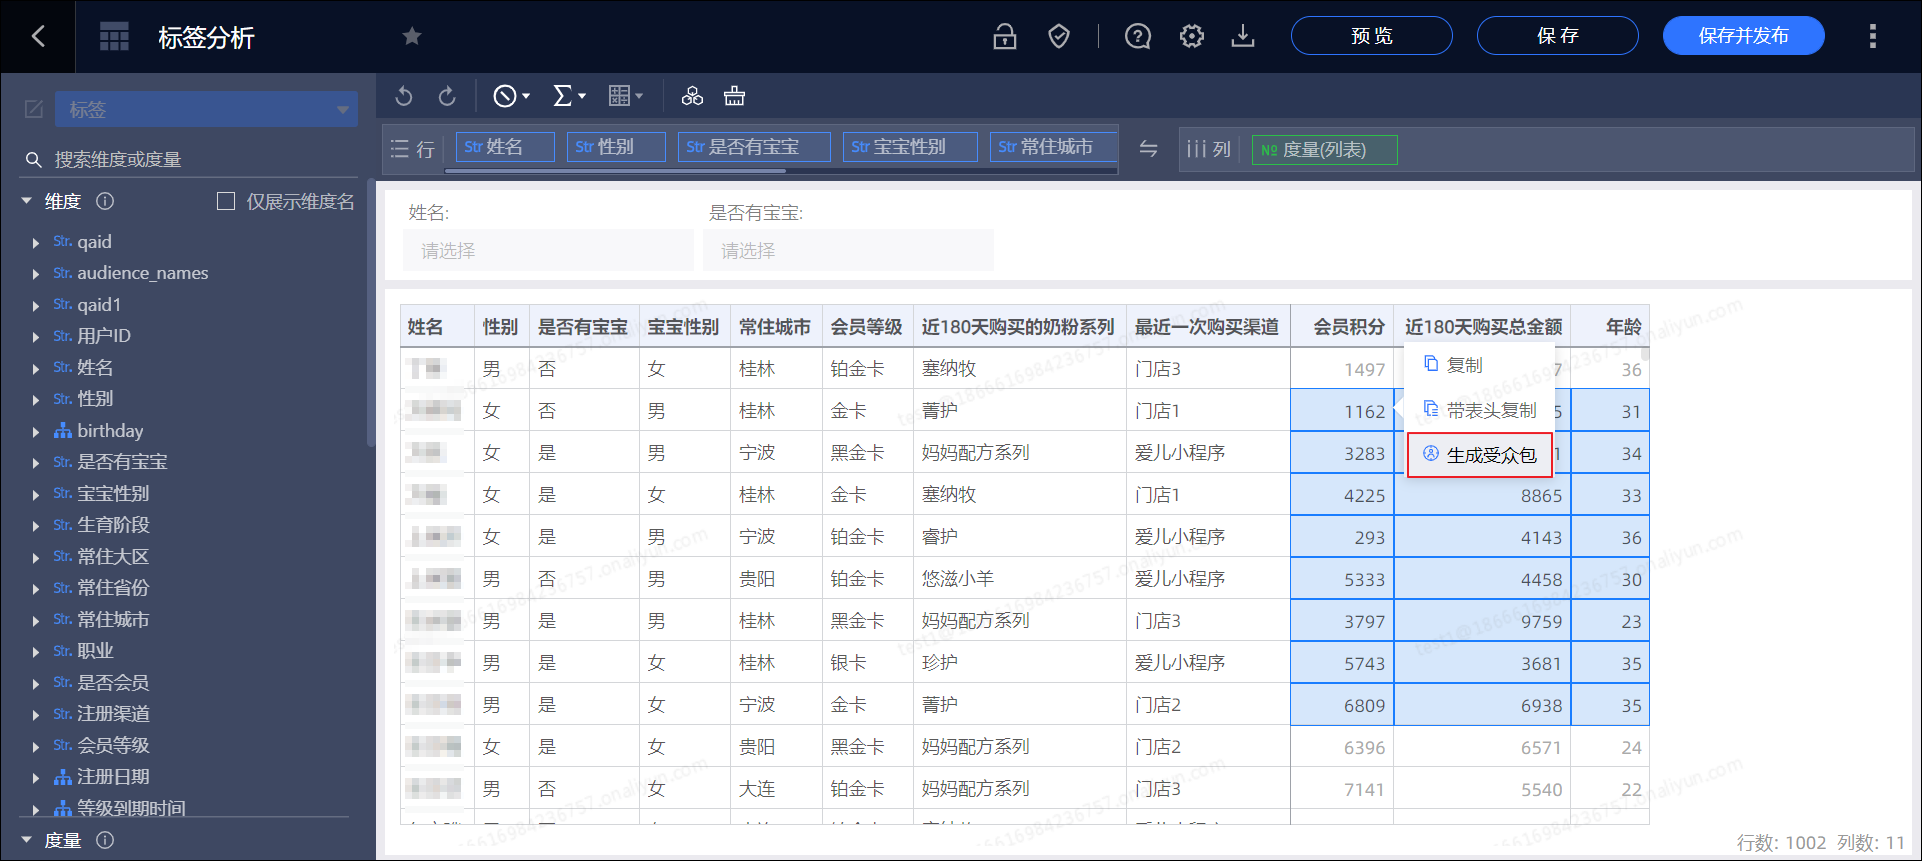 标签分析
预 览
保 存
保存并发布
标签
搜索维度或度量
维度
仅展示维度名
Str. qaid
Str. audience_names
Str. qaid1
Str. 用户ID
Str. 姓名
Str. 性别
birthday
Str. 是否有宝宝
Str. 宝宝性别
Str. 生育阶段
Str. 常住大区
Str. 常住省份
Str. 常住城市
Str. 职业
Str. 是否会员
Str. 注册渠道
Str. 会员等级
注册日期
等级到期时间
度量
行 Str 姓名 Str 性别 Str 是否有宝宝 Str 宝宝性别 Str 常住城市
列 № 度量(列表)
姓名: 是否有宝宝:
请选择 请选择
姓名 性别 是否有宝宝 宝宝性别 常住城市 会员等级 近180天购买的奶粉系列 最近一次购买渠道 会员积分 近180天购买总金额 年龄
男 否 女 桂林 铂金卡 塞纳牧 门店3 1497 7 36
女 否 男 桂林 金卡 菁护 门店1 1162 5 31
女 是 男 宁波 黑金卡 妈妈配方系列 爱儿小程序 3283 1 34
女 是 女 桂林 金卡 塞纳牧 门店1 4225 8865 33
女 是 男 宁波 铂金卡 睿护 爱儿小程序 293 4143 36
男 否 男 贵阳 铂金卡 悠滋小羊 爱儿小程序 5333 4458 30
男 是 男 桂林 黑金卡 妈妈配方系列 门店3 3797 9759 23
男 是 女 桂林 银卡 珍护 爱儿小程序 5743 3681 35
男 是 女 宁波 金卡 菁护 门店2 6809 6938 35
女 是 女 贵阳 黑金卡 妈妈配方系列 门店2 6396 6571 24
男 否 女 大连 铂金卡 妈妈配方系列 门店3 7141 5540 22
复制
带表头复制
生成受众包
行数: 1002 列数: 11
test1@1866616984236757.onaliyun.com